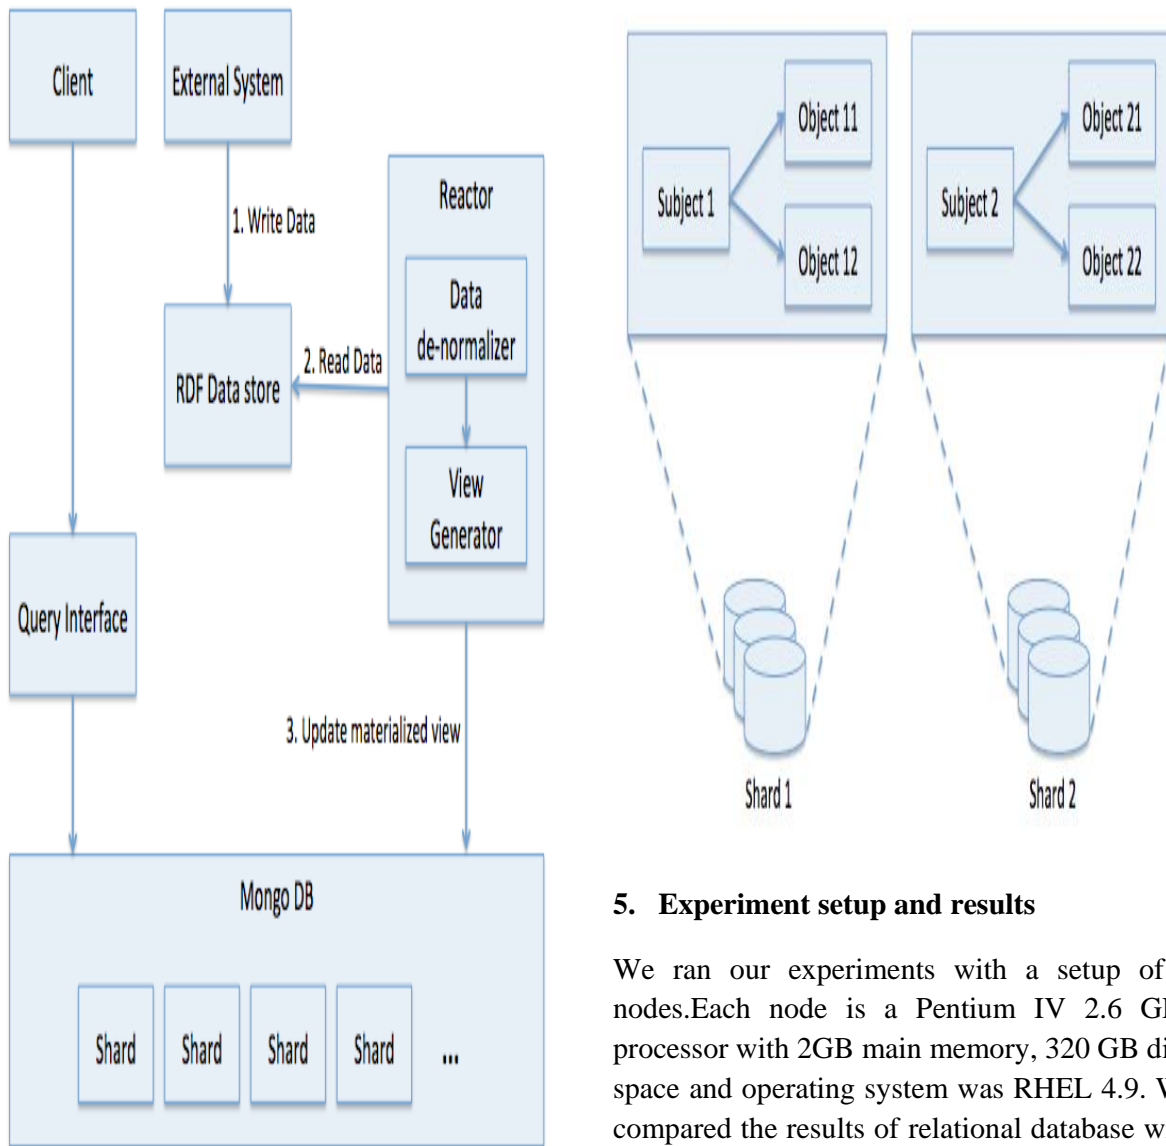 Client
External System
1. Write Data
Reactor
Data
de-normalizer
2. Read Data
RDF Data store
View
Generator
Query Interface
3. Update materialized view
Mongo DB
Shard Shard Shard Shard ...
Object 11
Subject 1
Object 12
Shard 1
Object 21
Subject 2
Object 22
Shard 2
5. Experiment setup and results
We ran our experiments with a setup of
nodes.Each node is a Pentium IV 2.6
processor with 2GB main memory, 320 GB
space and operating system was RHEL 4.9.
compared the results of relational database